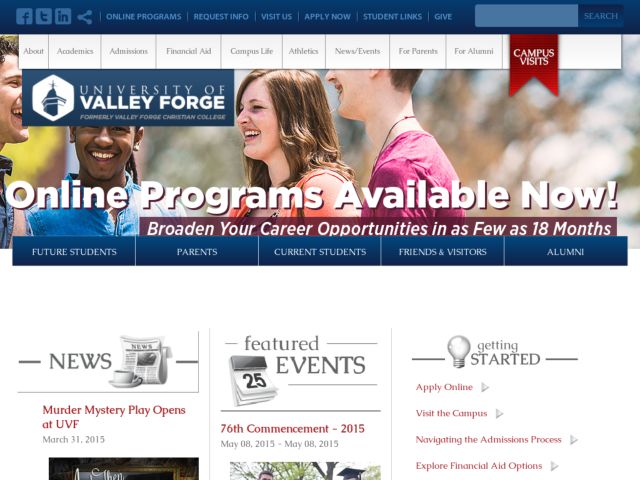 ONLINE PROGRAMS | REQUEST INFO | VISIT US | APPLY NOW | STUDENT LINKS | GIVE
SEARCH
About Academics Admissions Financial Aid Campus Life Athletics News/Events For Parents For Alumni
CAMPUS
VISITS
UNIVERSITY OF
VALLEY FORGE
FORMERLY VALLEY FORGE CHRISTIAN COLLEGE
Online Programs Available Now!
Broaden Your Career Opportunities in as Few as 18 Months
FUTURE STUDENTS PARENTS CURRENT STUDENTS FRIENDS & VISITORS ALUMNI
NEWS
NEWS
Murder Mystery Play Opens
at UVF
March 31, 2015
featured
EVENTS
25
76th Commencement - 2015
May 08, 2015 - May 08, 2015
getting
STARTED
Apply Online
Visit the Campus
Navigating the Admissions Process
Explore Financial Aid Options